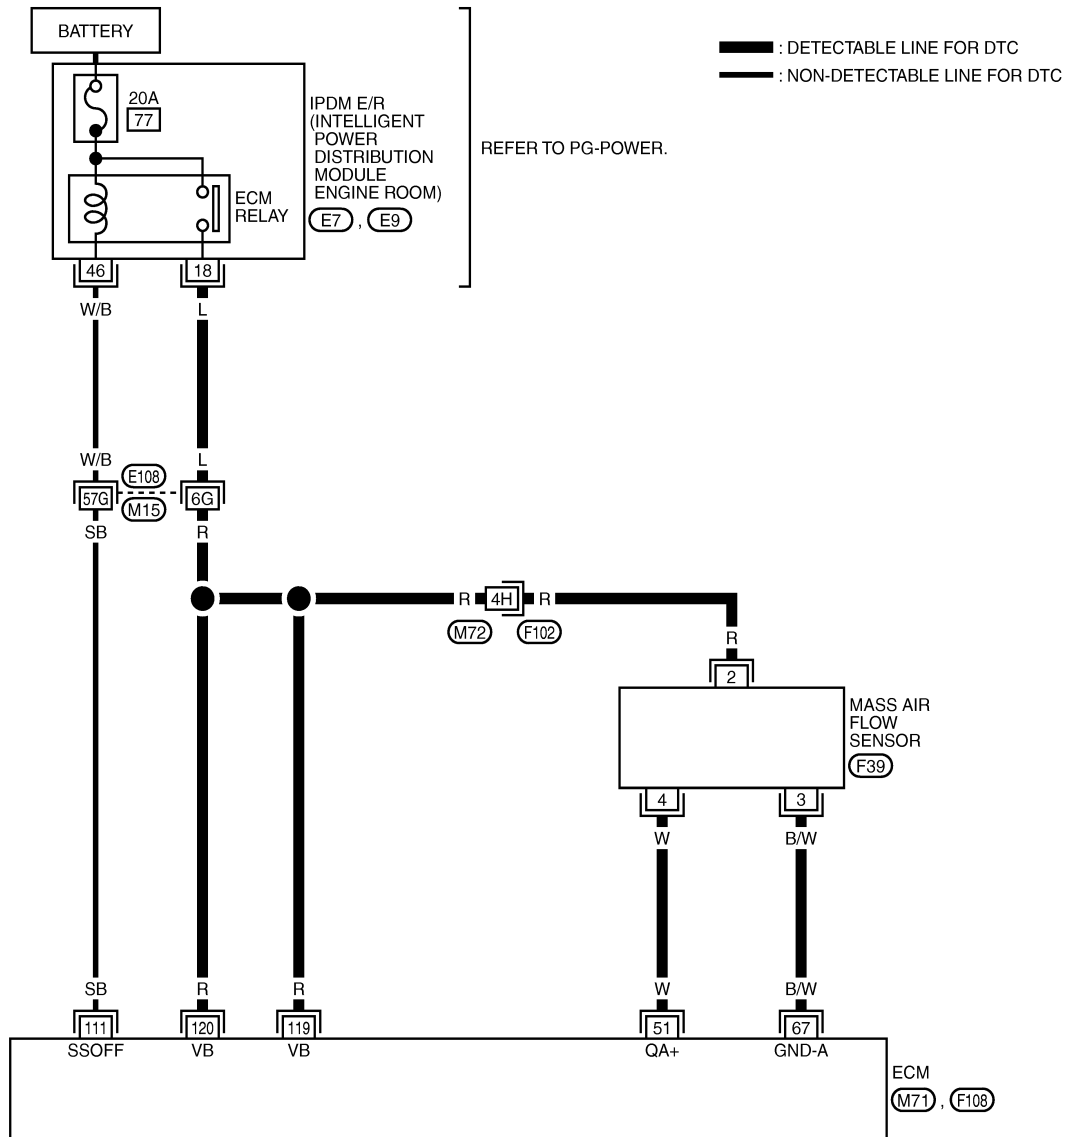 BATTERY
: DETECTABLE LINE FOR DTC
: NON-DETECTABLE LINE FOR DTC
20A
77
IPDM E/R
(INTELLIGENT
POWER
DISTRIBUTION
MODULE
ENGINE ROOM)
E7 , E9
REFER TO PG-POWER.
ECM
RELAY
46
18
W/B
L
W/B
L
E108
57G
6G
M15
SB
R
R
4H
R
M72
F102
R
2
MASS AIR
FLOW
SENSOR
F39
4
3
W
B/W
SB
R
R
W
B/W
111
120
119
51
67
SSOFF
VB
VB
QA+
GND-A
ECM
M71 , F108